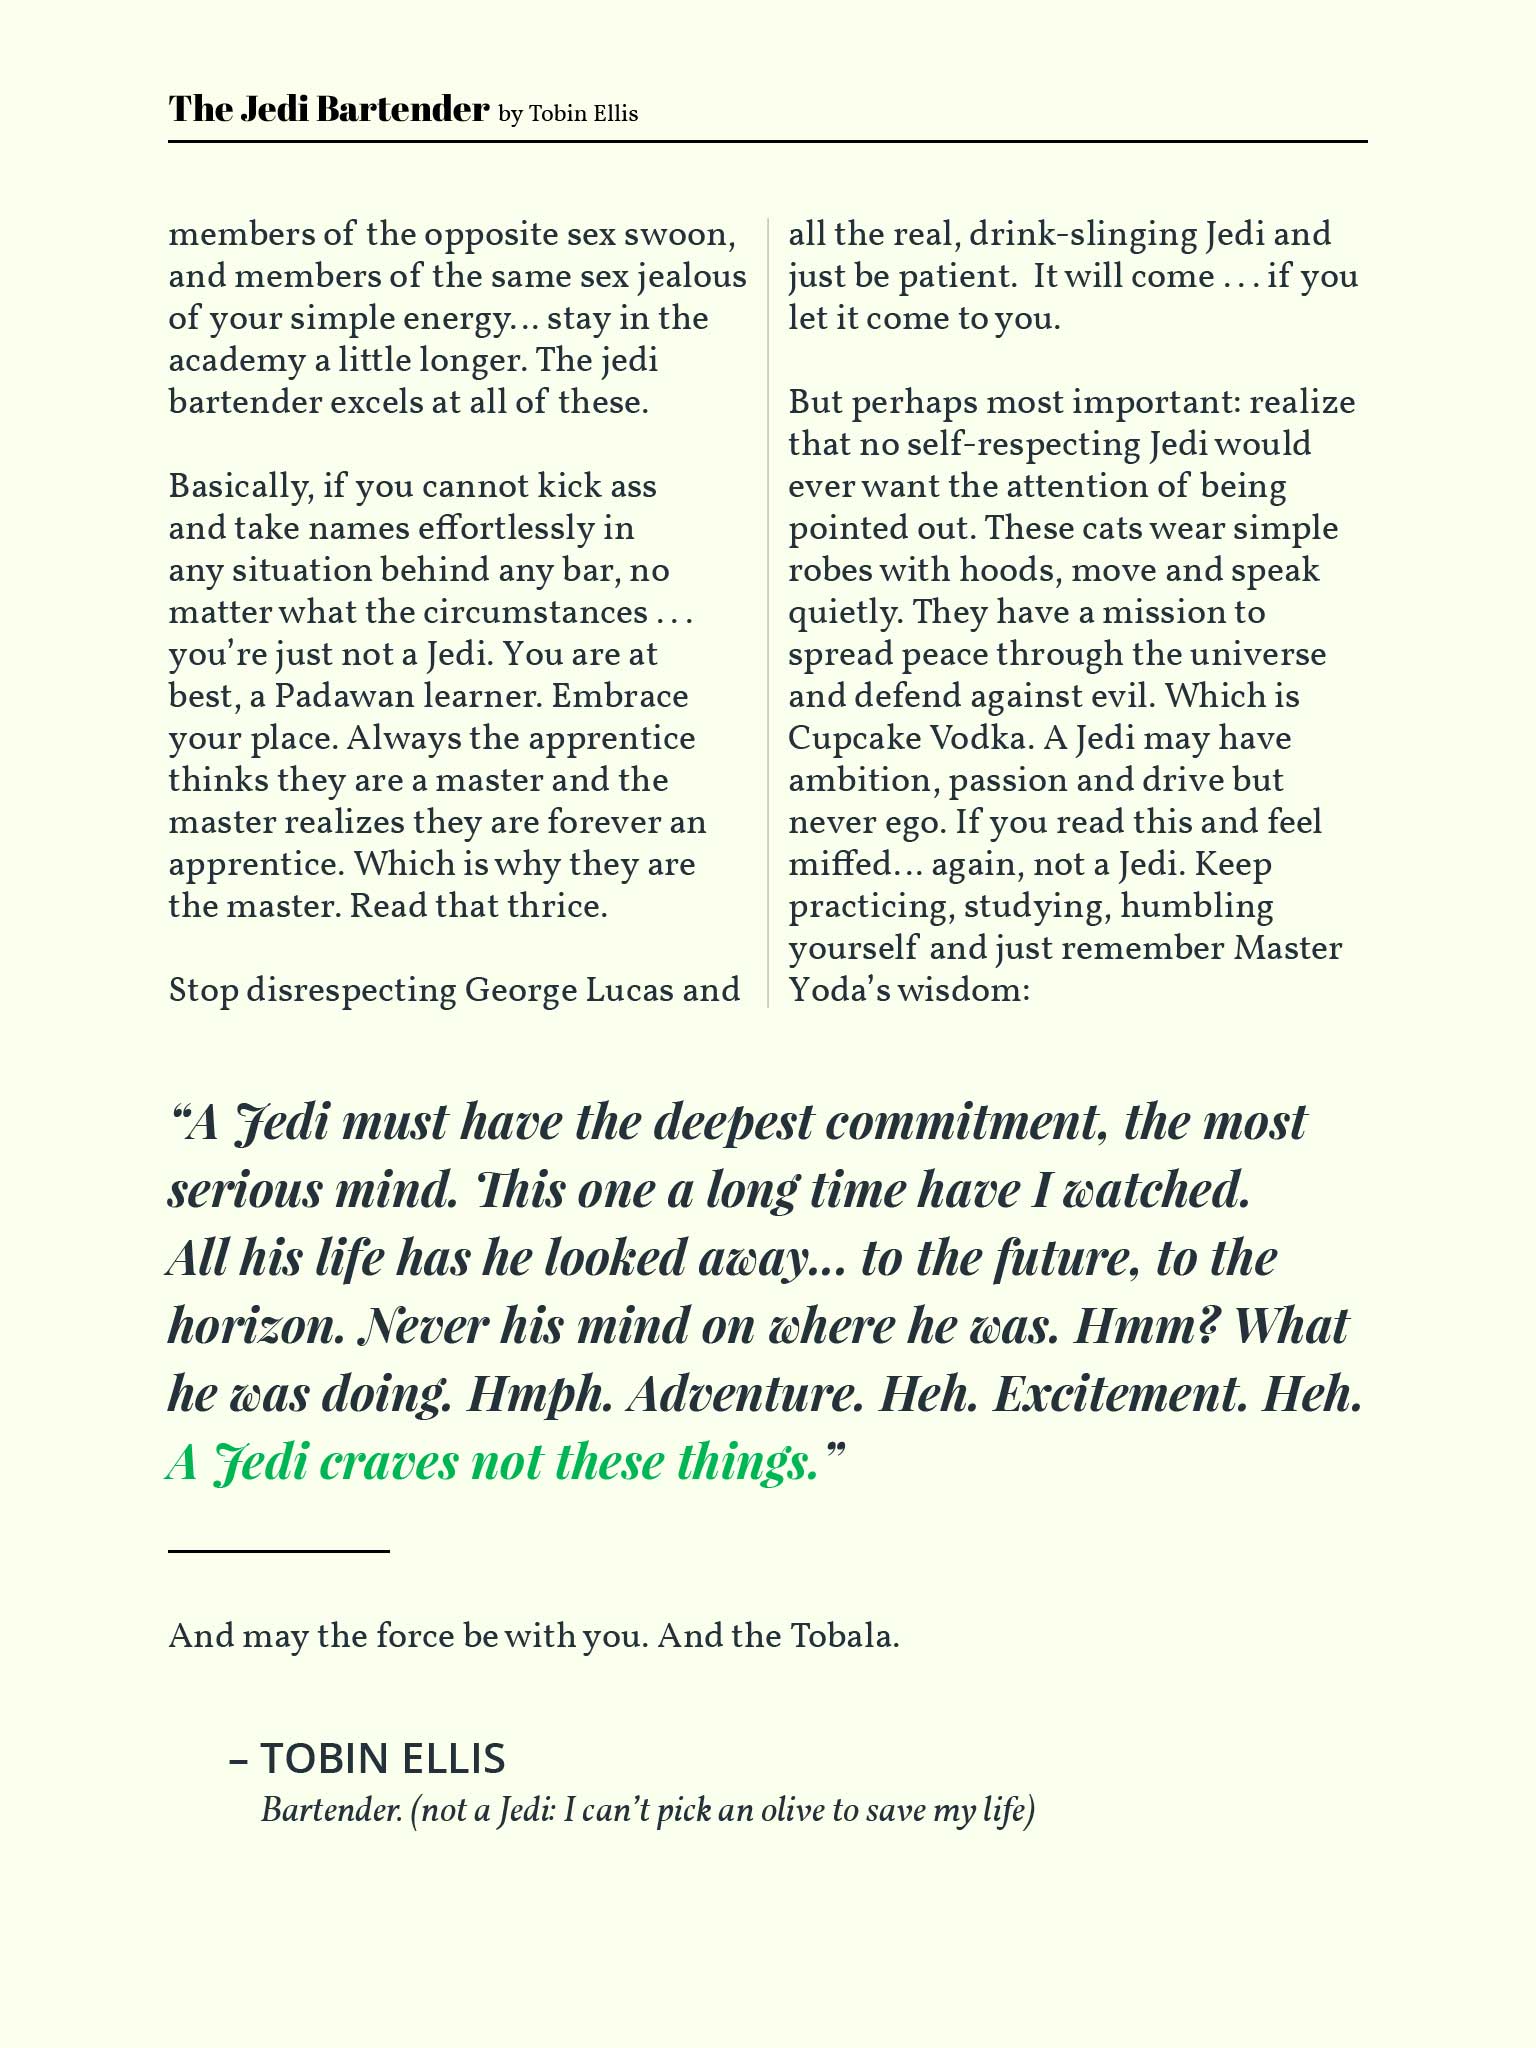 The Jedi Bartender by Tobin Ellis
members of the opposite sex swoon,
and members of the same sex jealous
of your simple energy… stay in the
academy a little longer. The jedi
bartender excels at all of these.
Basically, if you cannot kick ass
and take names effortlessly in
any situation behind any bar, no
matter what the circumstances . . .
you’re just not a Jedi. You are at
best, a Padawan learner. Embrace
your place. Always the apprentice
thinks they are a master and the
master realizes they are forever an
apprentice. Which is why they are
the master. Read that thrice.
Stop disrespecting George Lucas and
all the real, drink-slinging Jedi and
just be patient.  It will come . . . if you
let it come to you.
But perhaps most important: realize
that no self-respecting Jedi would
ever want the attention of being
pointed out. These cats wear simple
robes with hoods, move and speak
quietly. They have a mission to
spread peace through the universe
and defend against evil. Which is
Cupcake Vodka. A Jedi may have
ambition, passion and drive but
never ego. If you read this and feel
miffed… again, not a Jedi. Keep
practicing, studying, humbling
yourself and just remember Master
Yoda’s wisdom:
“A Jedi must have the deepest commitment, the most
serious mind. This one a long time have I watched.
All his life has he looked away... to the future, to the
horizon. Never his mind on where he was. Hmm? What
he was doing. Hmph. Adventure. Heh. Excitement. Heh.
A Jedi craves not these things.”
And may the force be with you. And the Tobala.
– TOBIN ELLIS
Bartender. (not a Jedi: I can’t pick an olive to save my life)